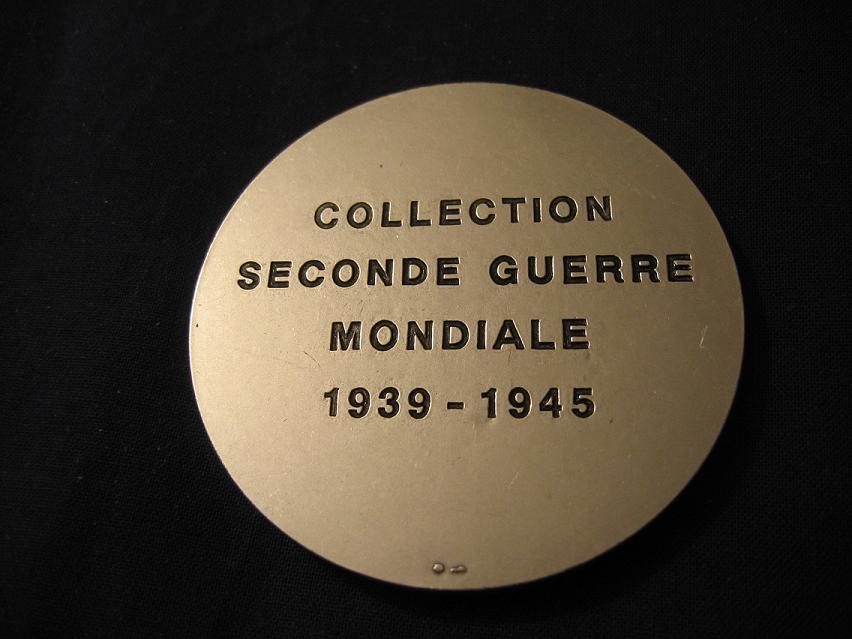 COLLECTION
SECONDE GUERRE
MONDIALE
1939-1945